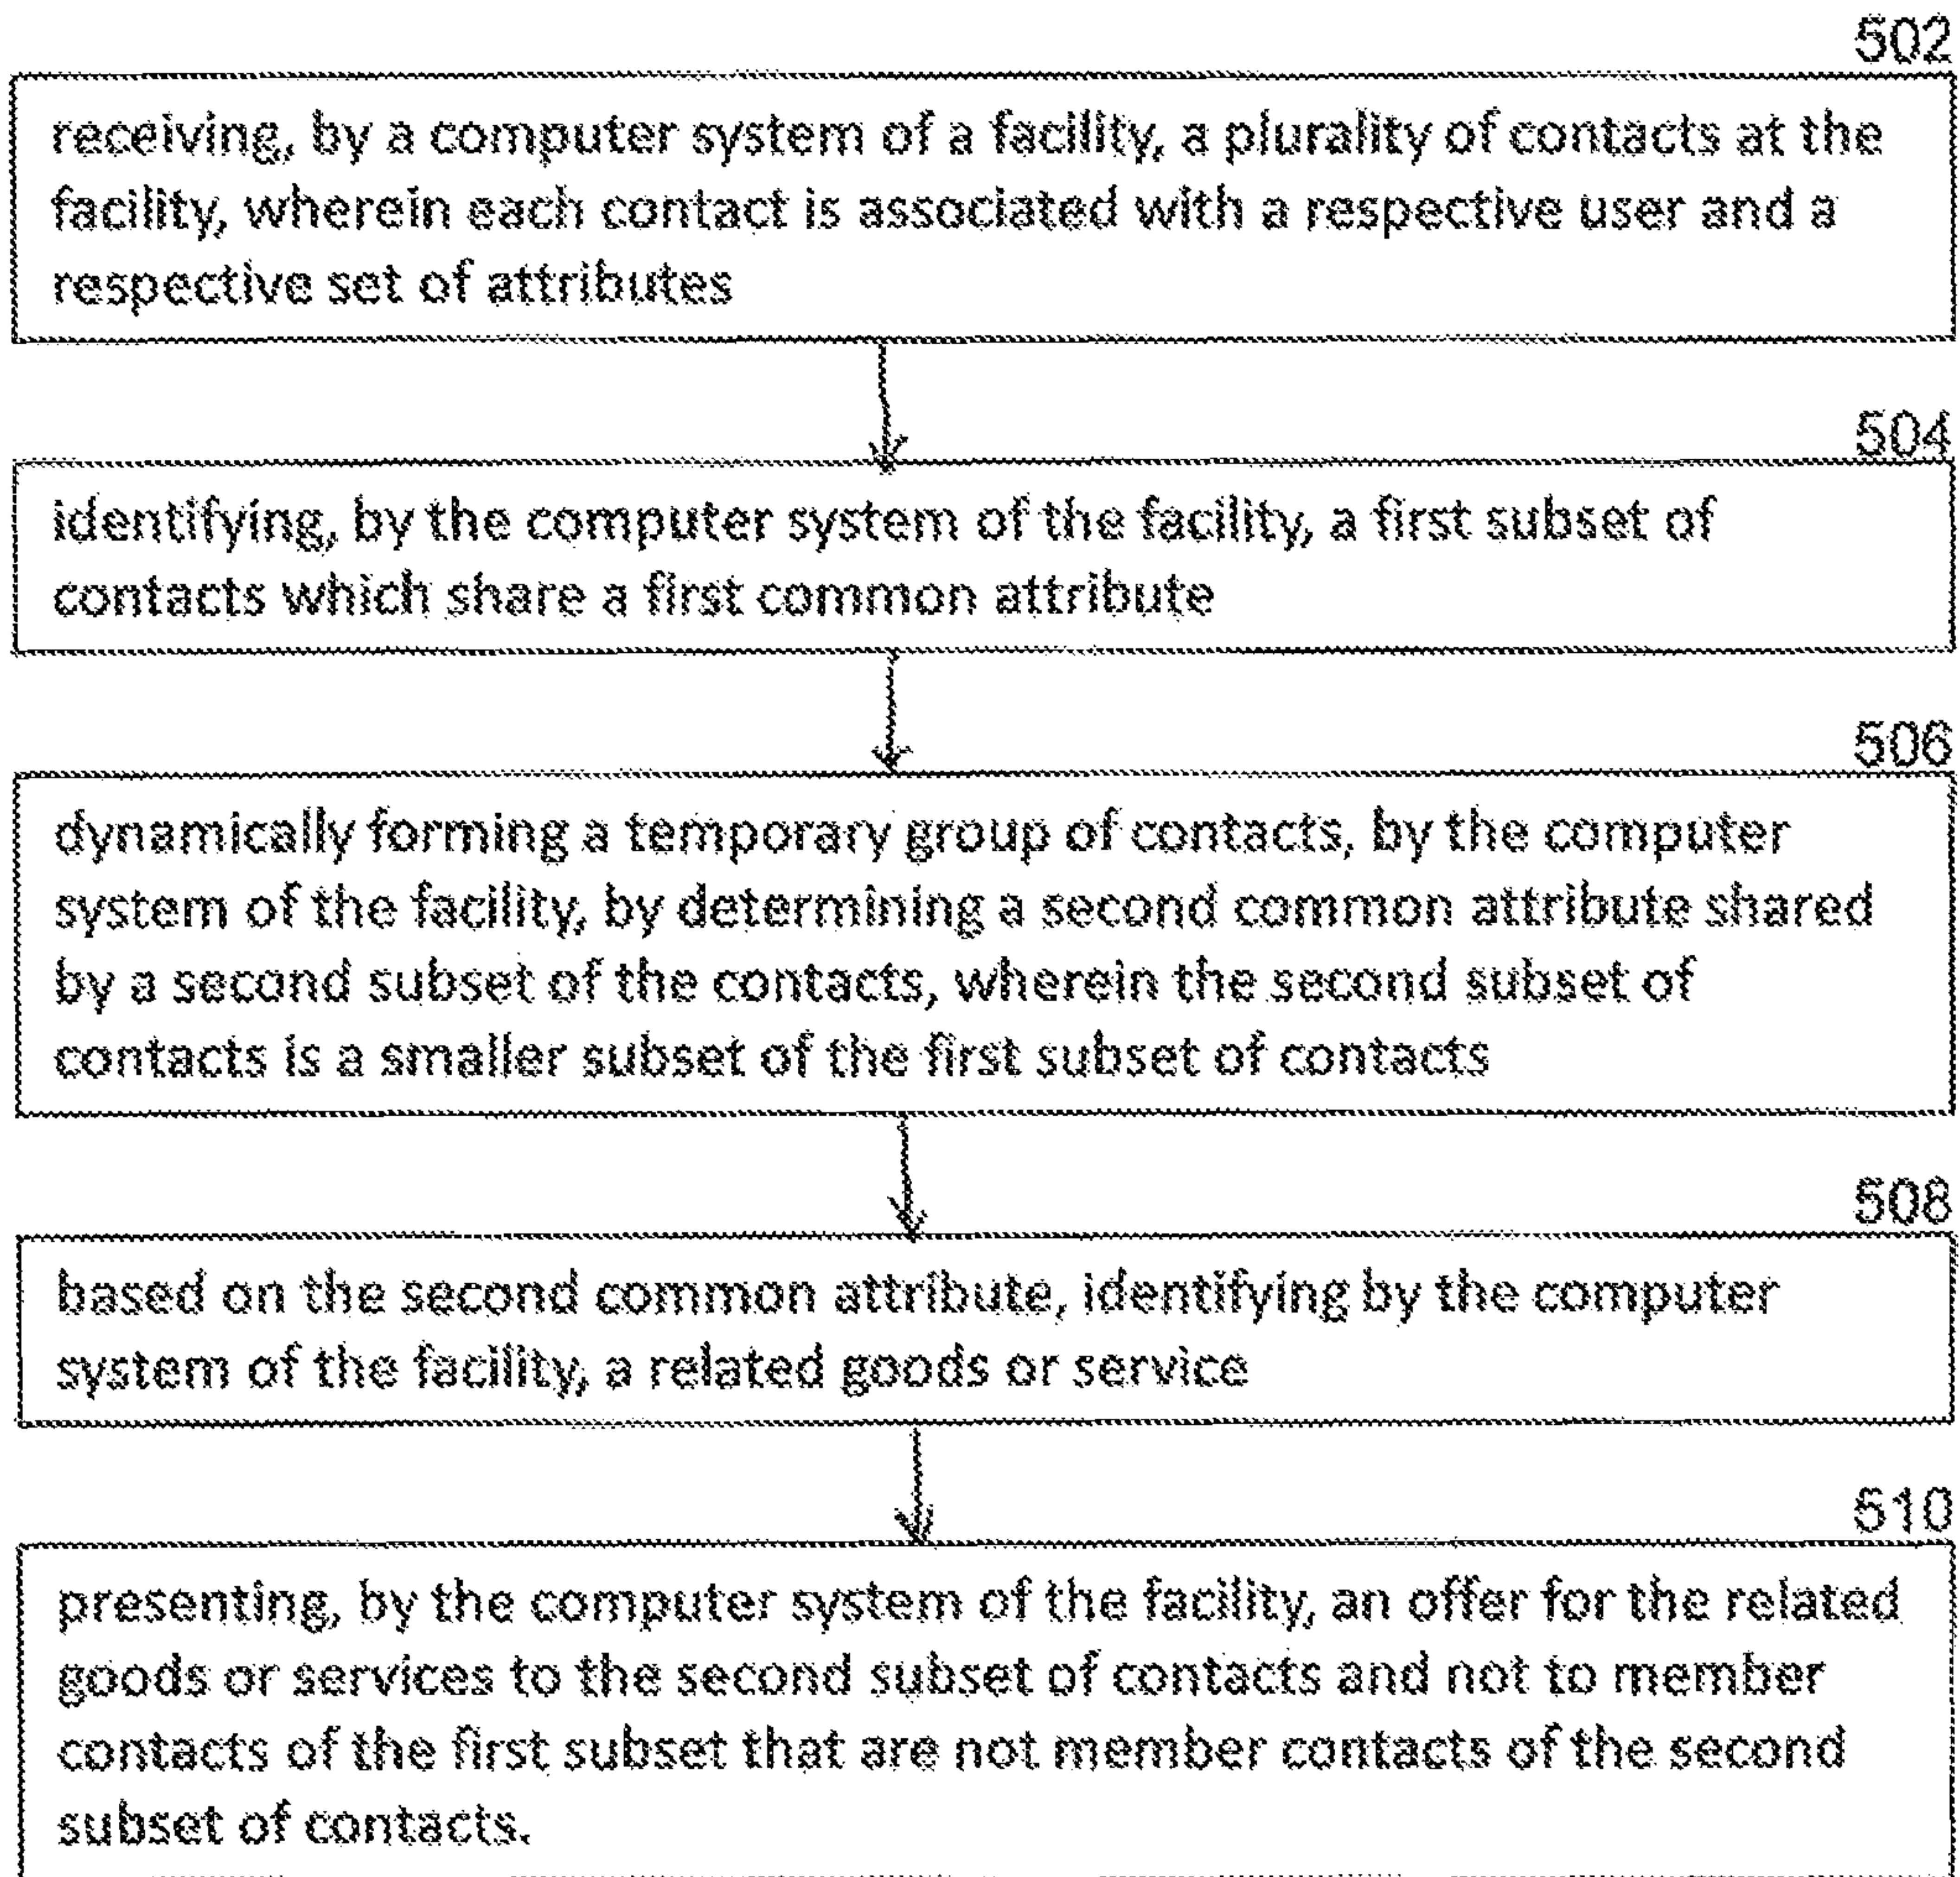 502
receiving, by a computer system of a facility, a plurality of contacts at the
facility, wherein each contact is associated with a respective user and a
respective set of attributes
504
identifying, by the computer system of the facility, a first subset of
contacts which share a first common attribute
506
dynamically forming a temporary group of contacts, by the computer
system of the facility, by determining a second common attribute shared
by a second subset of the contacts, wherein the second subset of
contacts is a smaller subset of the first subset of contacts
508
based on the second common attribute, identifying by the computer
system of the facility, a related goods or service
510
presenting, by the computer system of the facility, an offer for the related
goods or services to the second subset of contacts and not to member
contacts of the first subset that are not member contacts of the second
subset of contacts.